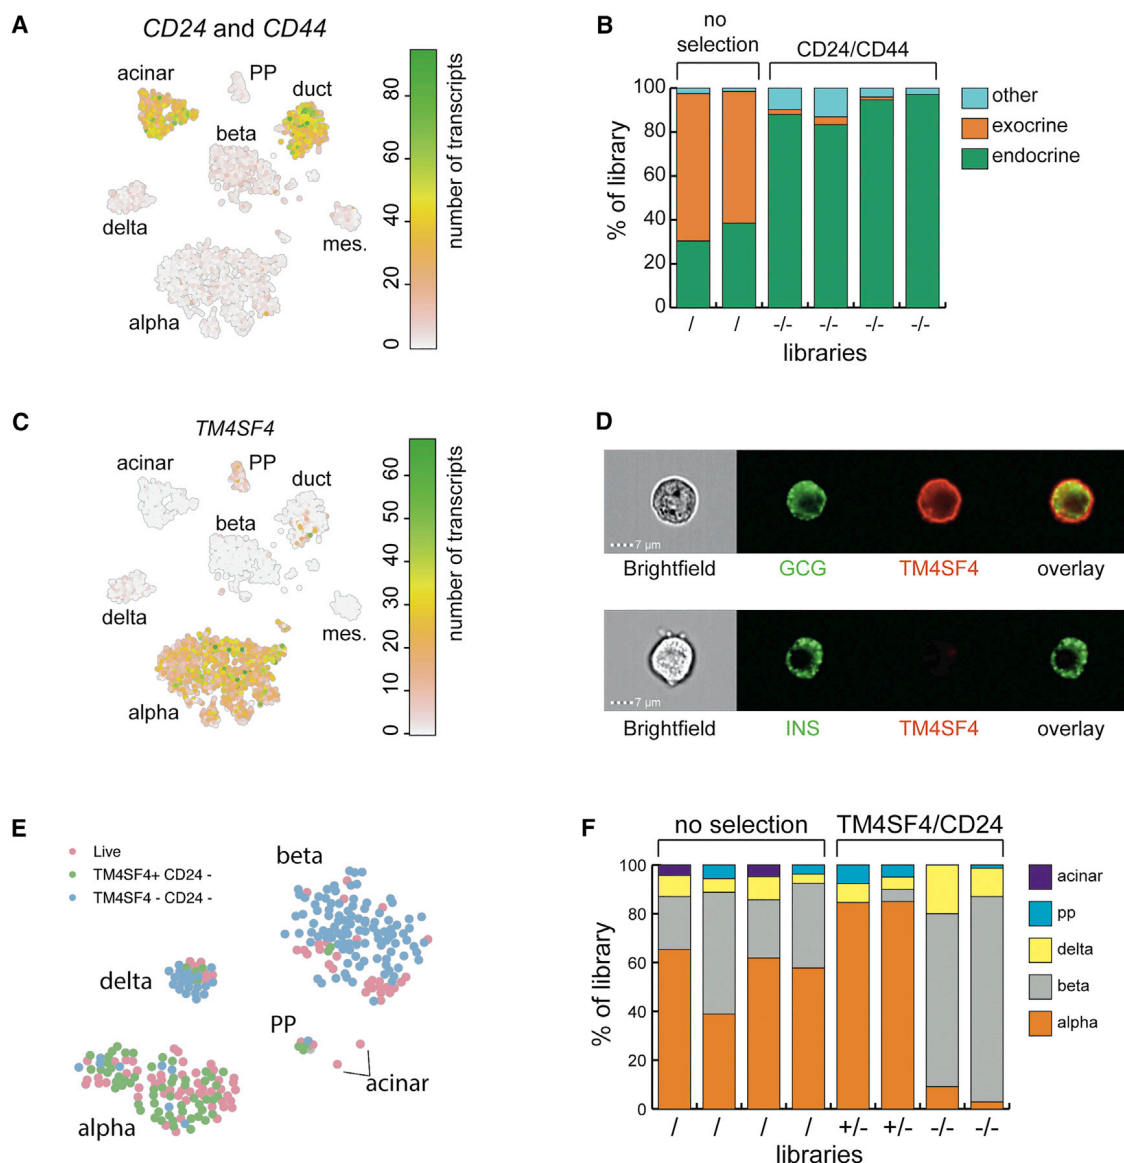 A
CD24 and CD44
acinar
PP
duct
beta
delta
mes.
alpha
80
60
40
20
0
number of transcripts
B
no
selection
CD24/CD44
100
80
60
40
20
0
% of library
/ / -/- -/- -/- -/-
libraries
other
exocrine
endocrine
C
TM4SF4
acinar
PP
duct
beta
delta
mes.
alpha
60
50
40
30
20
10
0
number of transcripts
D
7 µm
Brightfield GCG TM4SF4 overlay
7 µm
Brightfield INS TM4SF4 overlay
E
Live
TM4SF4+ CD24 -
TM4SF4 - CD24 -
beta
delta
PP
acinar
alpha
F
no selection TM4SF4/CD24
100
80
60
40
20
0
% of library
/ / / / +/- +/- -/- -/-
libraries
acinar
pp
delta
beta
alpha